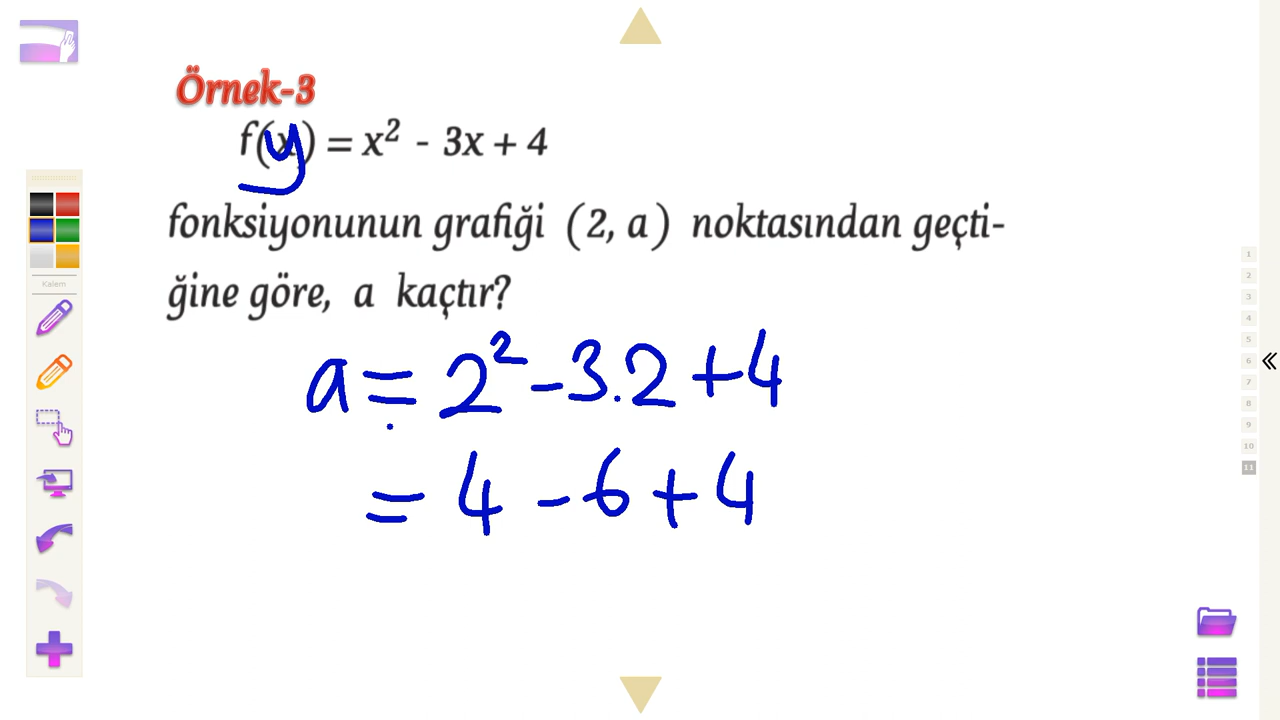 Örnek-3
f(x) = x² - 3x + 4
y
fonksiyonunun grafiği (2, a) noktasından geçti-
ğine göre, a kaçtır?
a = 2² - 3.2 + 4
= 4 - 6 + 4
Kalem
1
2
3
4
5
6
7
8
9
10
11